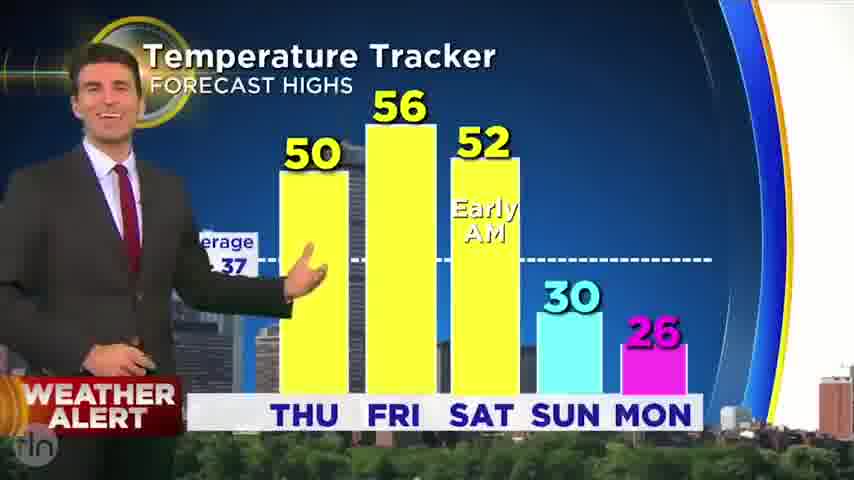 Temperature Tracker
FORECAST HIGHS
50
56
52
Early
AM
erage
37
30
26
WEATHER
ALERT
THU FRI SAT SUN MON